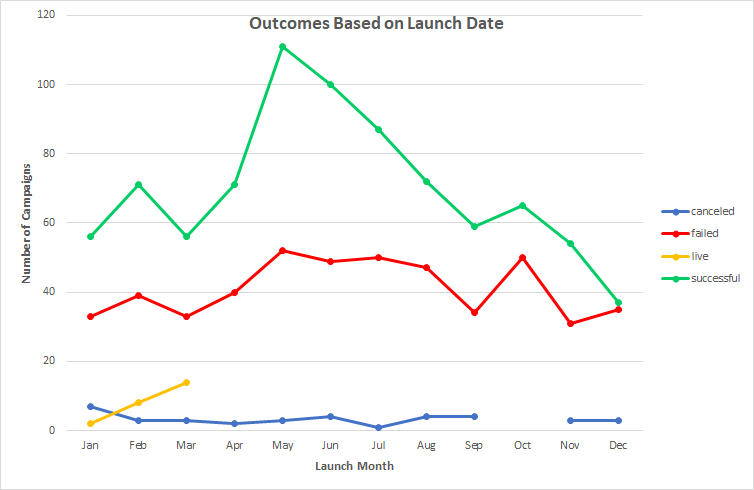 Outcomes Based on Launch Date
120
100
80
60
40
20
0
Number of Campaigns
Jan Feb Mar Apr May Jun Jul Aug Sep Oct Nov Dec
Launch Month
canceled
failed
live
successful